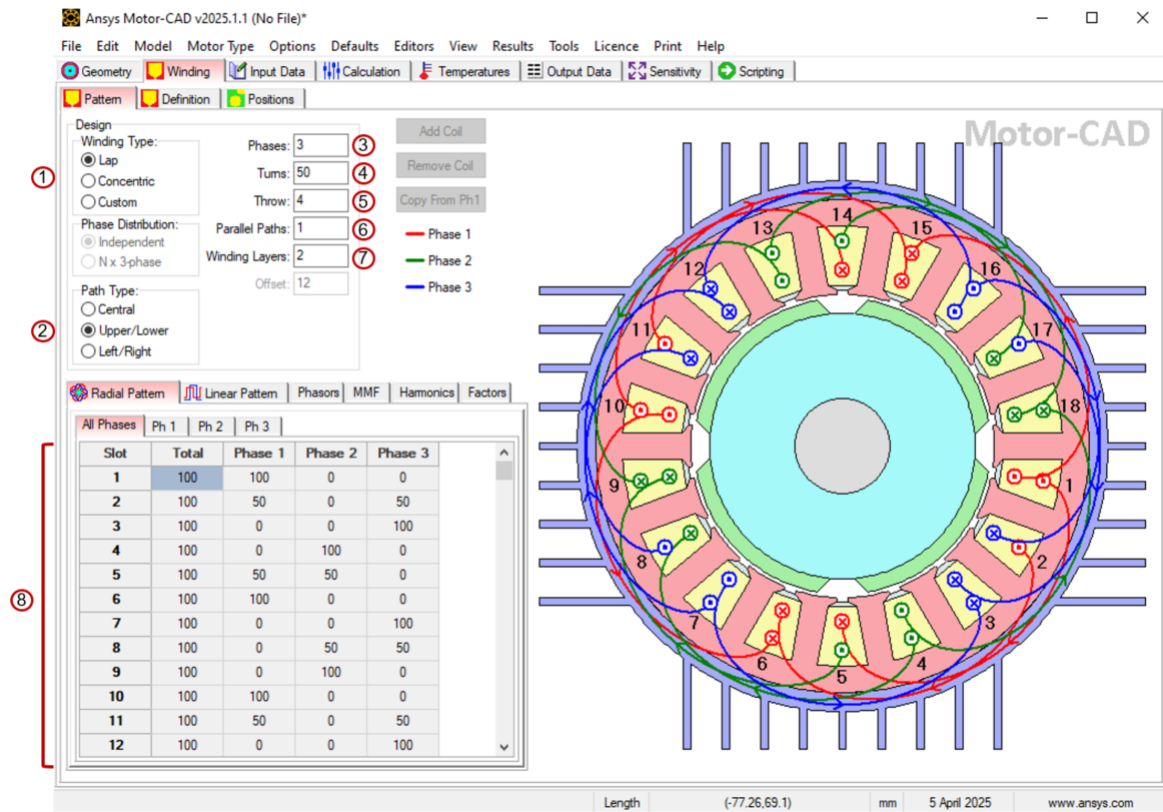 Ansys Motor-CAD v2025.1.1 (No File)*
File Edit Model Motor Type Options Defaults Editors View Results Tools Licence Print Help
Geometry Winding Input Data Calculation Temperatures Output Data Sensitivity Scripting
Pattern Definition Positions
Design
Winding Type:
Lap
Concentric
Custom
1
Phase Distribution:
Independent
N x 3-phase
Path Type:
Central
Upper/Lower
Left/Right
2
Phases: 3 3
Turns: 50 4
Throw: 4 5
Parallel Paths: 1 6
Winding Layers: 2 7
Offset: 12
Add Coil
Remove Coil
Copy From Ph1
Phase 1
Phase 2
Phase 3
Motor-CAD
Radial Pattern Linear Pattern Phasors MMF Harmonics Factors
All Phases Ph 1 Ph 2 Ph 3
Slot Total Phase 1 Phase 2 Phase 3
1 100 100 0 0
2 100 50 0 50
3 100 0 0 100
4 100 0 100 0
5 100 50 50 0
6 100 100 0 0
7 100 0 0 100
8 100 0 50 50
9 100 0 100 0
10 100 100 0 0
11 100 50 0 50
12 100 0 0 100
8
14
13
15
12
16
11
17
10
18
9
1
8
2
7
3
6
4
5
Length (-77.26,69.1) mm 5 April 2025 www.ansys.com